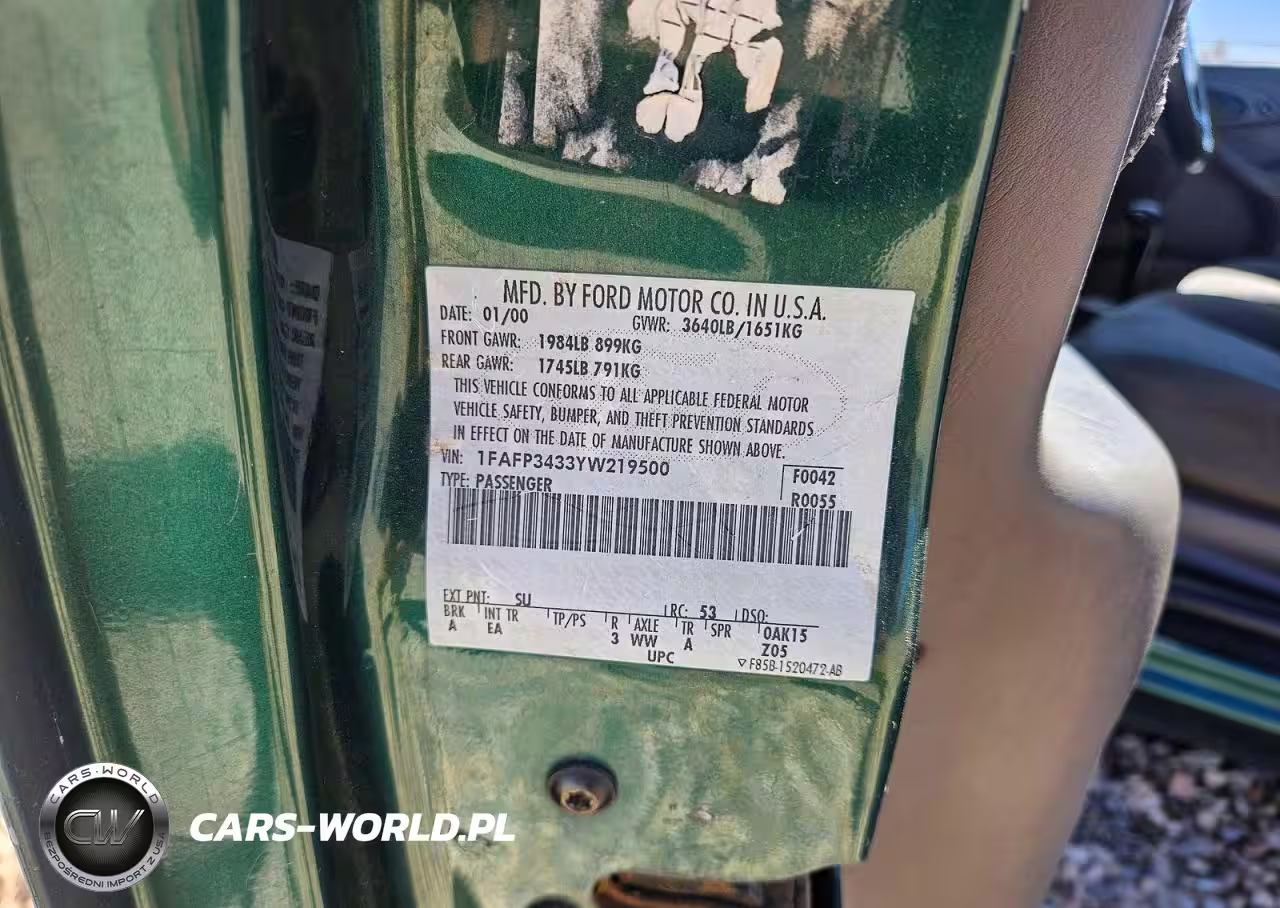 MFD. BY FORD MOTOR CO. IN U.S.A.
DATE: 01/00 GVWR: 3640LB/1651KG
FRONT GAWR: 1984LB 899KG
REAR GAWR: 1745LB 791KG
THIS VEHICLE CONFORMS TO ALL APPLICABLE FEDERAL MOTOR
VEHICLE SAFETY, BUMPER, AND THEFT PREVENTION STANDARDS
IN EFFECT ON THE DATE OF MANUFACTURE SHOWN ABOVE.
VIN: 1FAFP3433YW219500
F0042
TYPE: PASSENGER
R0055
EXT PNT: SU RC: 53 DSO:
BRK INT TR TP/PS R AXLE TR SPR 0AK15
A EA 3 WW A Z05
UPC ▽ F85B-1520472-AB
CARS-WORLD
CW
BEZPOŚREDNI IMPORT Z USA
CARS-WORLD.PL